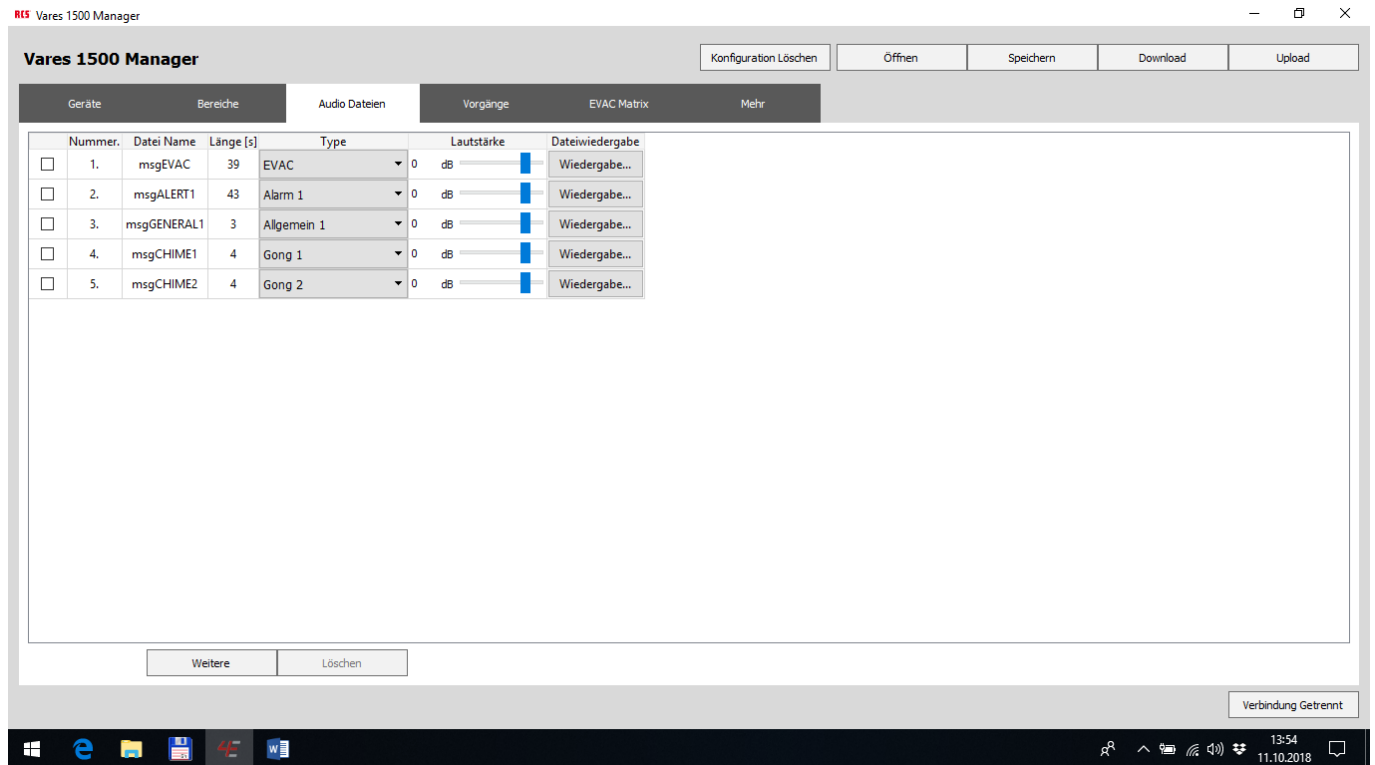 RCS Vares 1500 Manager
Vares 1500 Manager
Konfiguration Löschen Öffnen Speichern Download Upload
Geräte Bereiche Audio Dateien Vorgänge EVAC Matrix Mehr
Nummer. Datei Name Länge [s] Type Lautstärke Dateiwiedergabe
1. msgEVAC 39 EVAC 0 dB Wiedergabe...
2. msgALERT1 43 Alarm 1 0 dB Wiedergabe...
3. msgGENERAL1 3 Allgemein 1 0 dB Wiedergabe...
4. msgCHIME1 4 Gong 1 0 dB Wiedergabe...
5. msgCHIME2 4 Gong 2 0 dB Wiedergabe...
Weitere Löschen
Verbindung Getrennt
13:54
11.10.2018